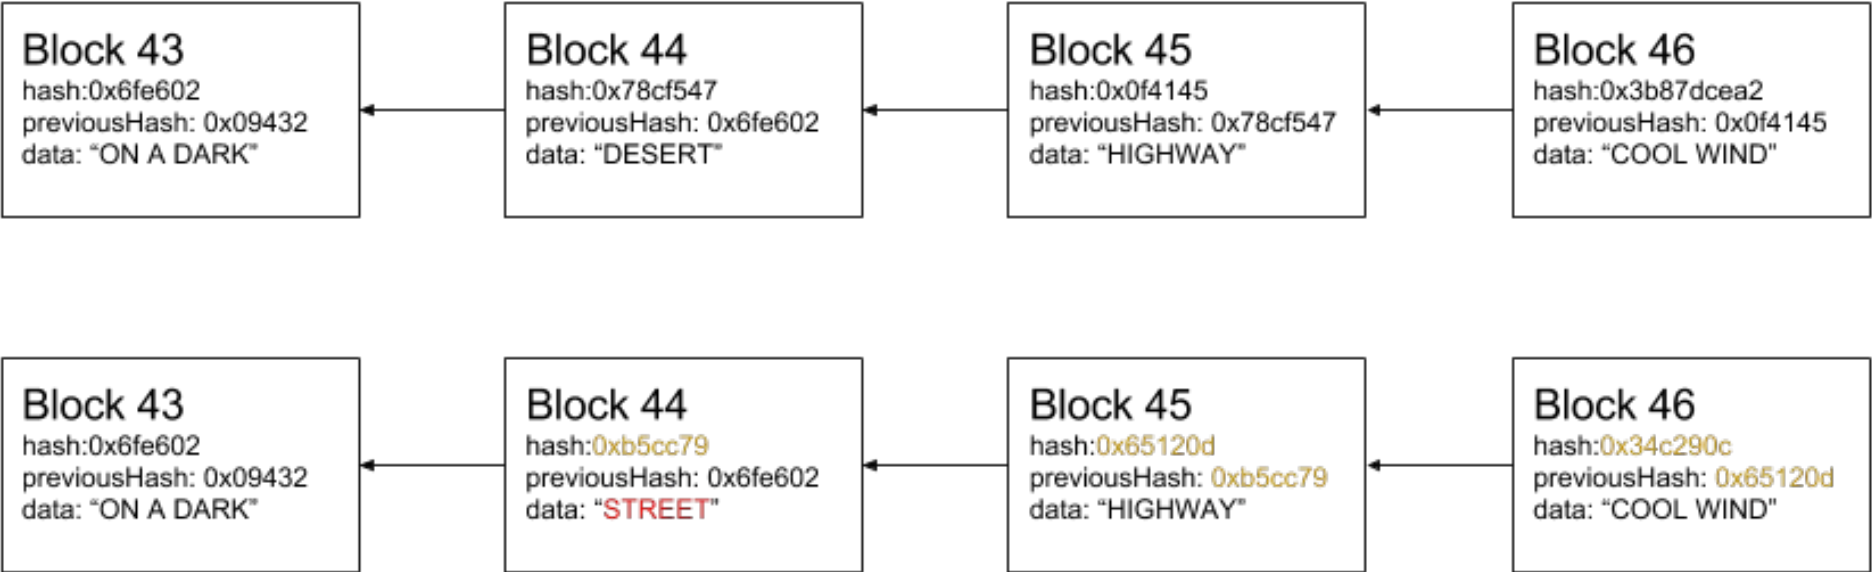 Block 43
hash:0x6fe602
previousHash: 0x09432
data: “ON A DARK”
Block 44
hash:0x78cf547
previousHash: 0x6fe602
data: “DESERT”
Block 45
hash:0x0f4145
previousHash: 0x78cf547
data: “HIGHWAY”
Block 46
hash:0x3b87dcea2
previousHash: 0x0f4145
data: “COOL WIND”
Block 43
hash:0x6fe602
previousHash: 0x09432
data: “ON A DARK”
Block 44
hash:0xb5cc79
previousHash: 0x6fe602
data: “STREET”
Block 45
hash:0x65120d
previousHash: 0xb5cc79
data: “HIGHWAY”
Block 46
hash:0x34c290c
previousHash: 0x65120d
data: “COOL WIND”